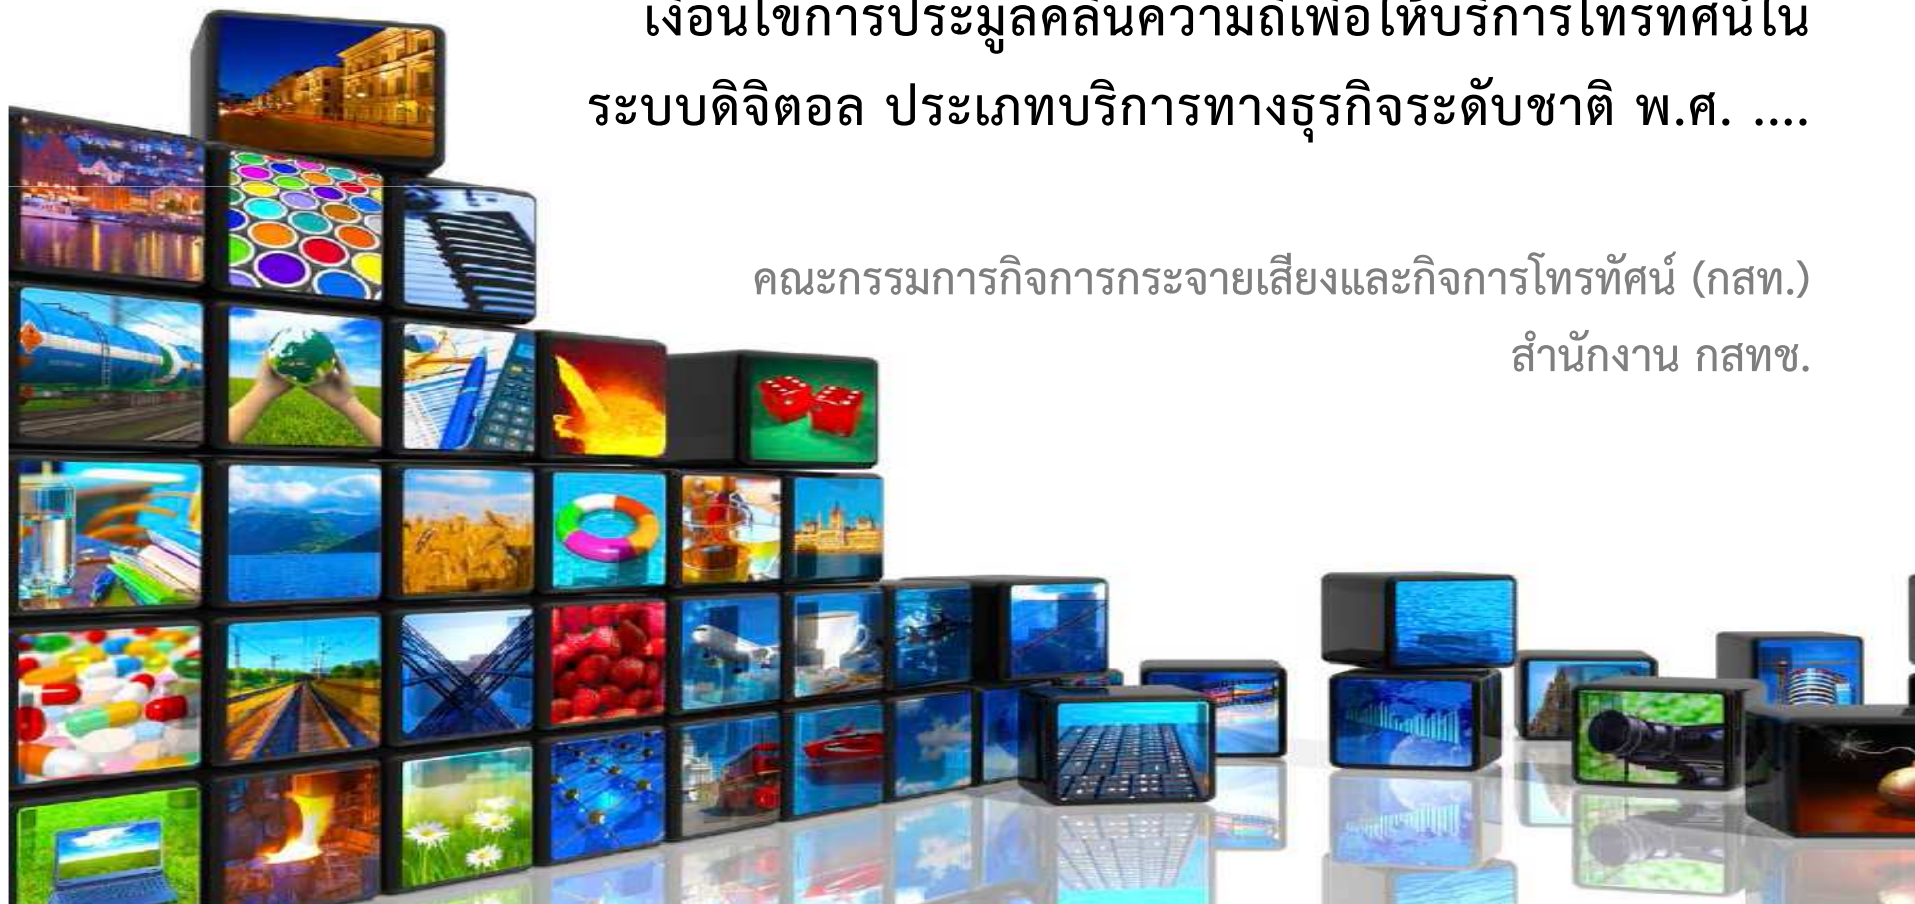 เงื่อนไขการประมูลคลื่นความถี่เพื่อให้บริการโทรทัศน์ใน
ระบบดิจิตอล ประเภทบริการทางธุรกิจระดับชาติ พ.ศ. ....
คณะกรรมการกิจการกระจายเสียงและกิจการโทรทัศน์ (กสท.)
สำนักงาน กสทช.